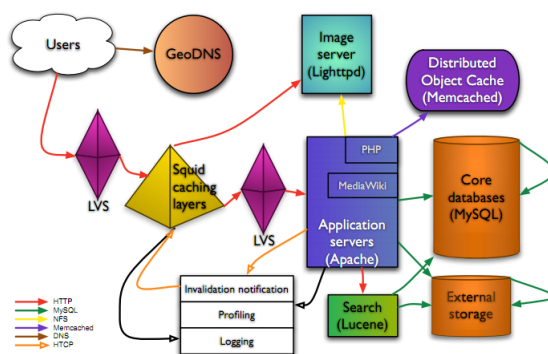 Users
GeoDNS
Image
server
(Lighttpd)
Distributed
Object Cache
(Memcached)
LVS
Squid
caching
layers
LVS
PHP
MediaWiki
Application
servers
(Apache)
Core
databases
(MySQL)
Invalidation notification
Profiling
Logging
Search
(Lucene)
External
storage
HTTP
MySQL
NFS
Memcached
DNS
HTCP